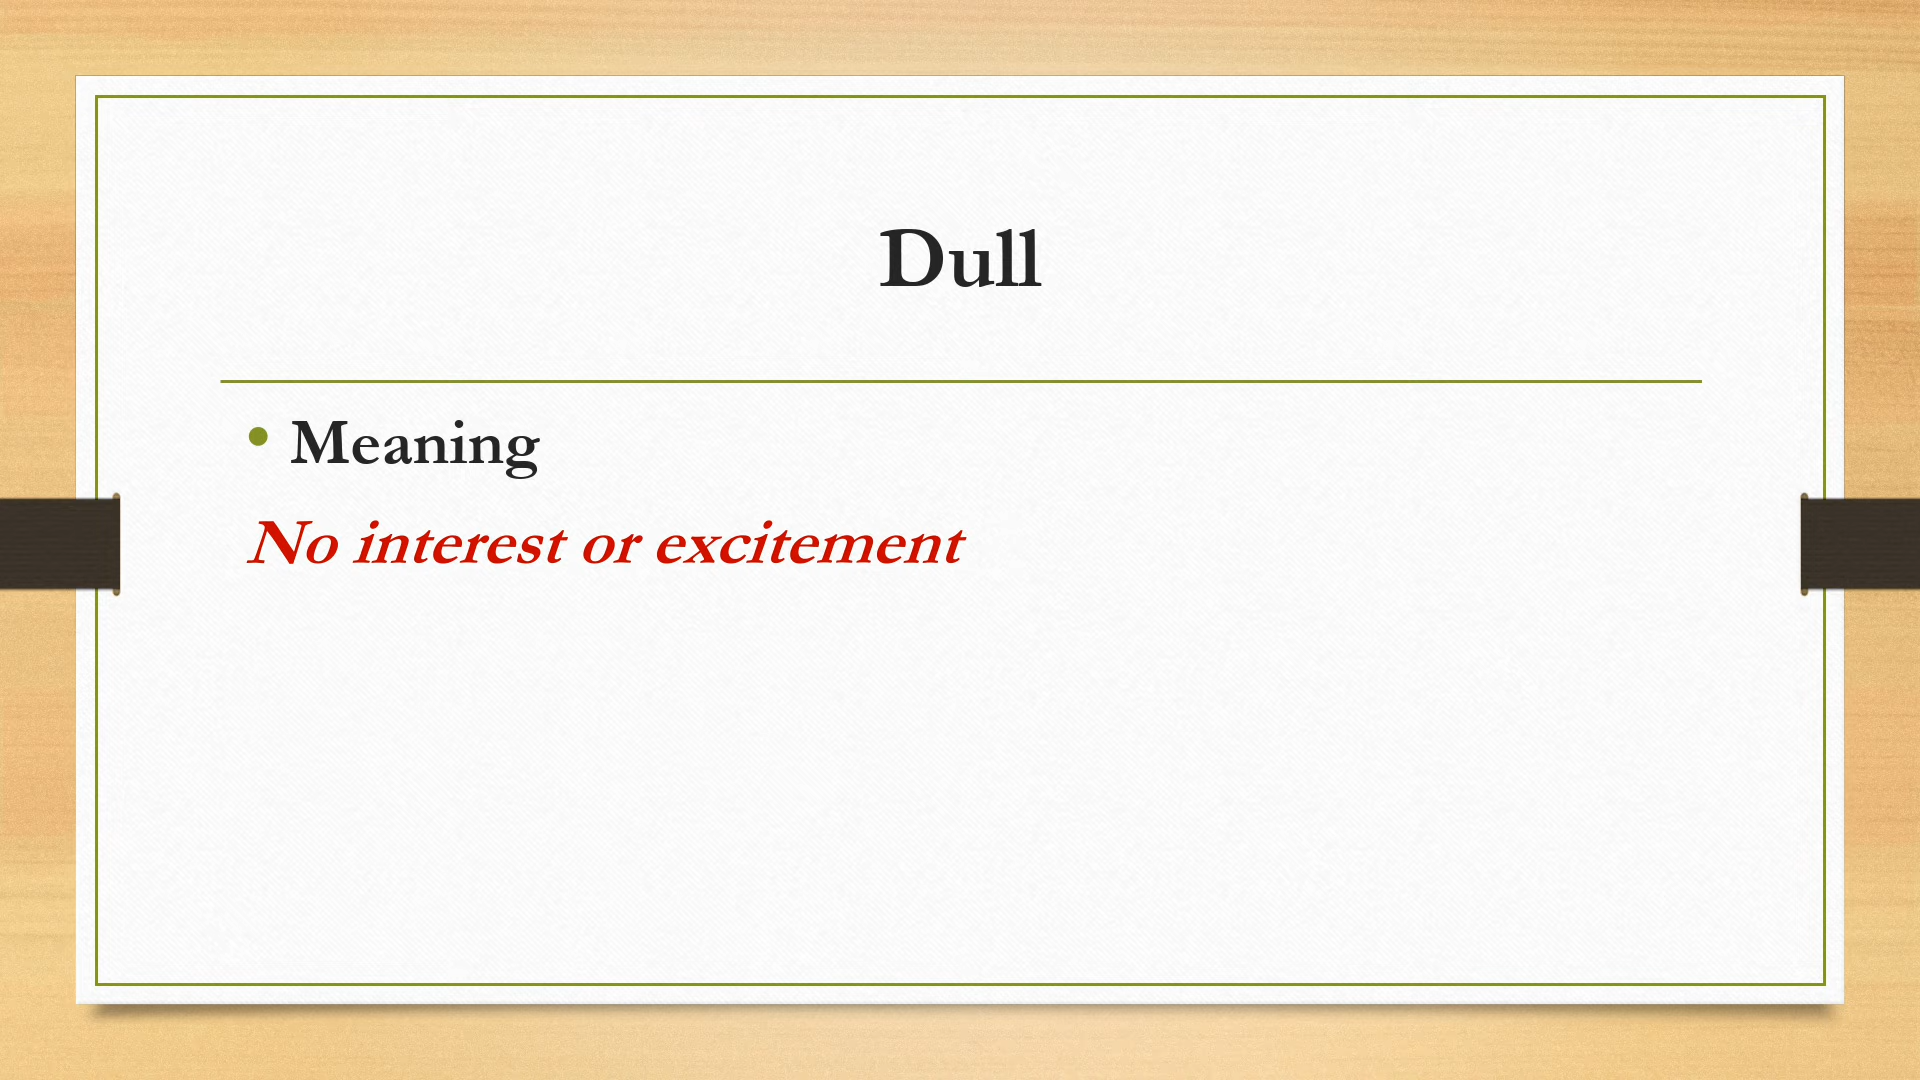 Dull
• Meaning
No interest or excitement